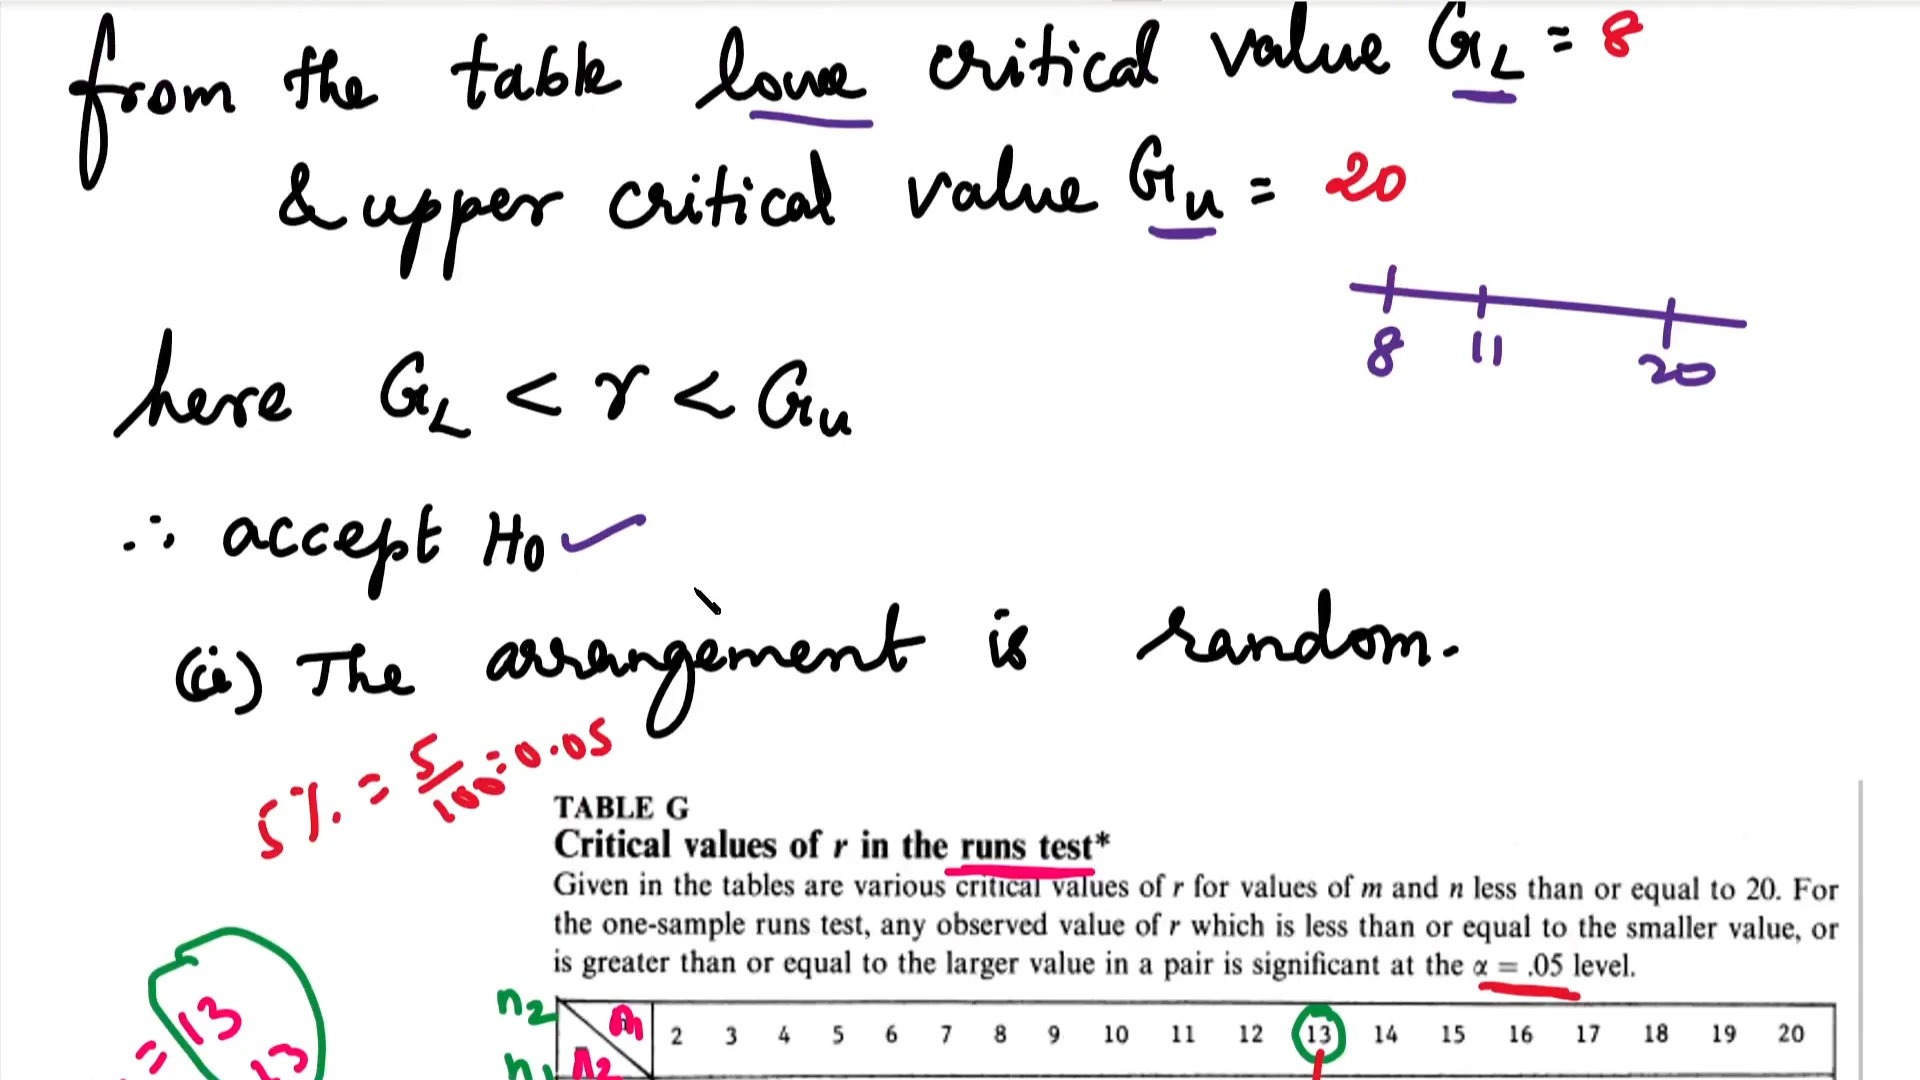 from the table lowe critical value GL = 8
& upper critical value Gu = 20
8 11 20
here GL < r < Gu
∴ accept H0 ✓
(ii) The arrangement is random.
5% = 5/100 = 0.05
TABLE G
Critical values of r in the runs test*
Given in the tables are various critical values of r for values of m and n less than or equal to 20. For
the one-sample runs test, any observed value of r which is less than or equal to the smaller value, or
is greater than or equal to the larger value in a pair is significant at the α = .05 level.
= 13
13
n2
n1 n2 2 3 4 5 6 7 8 9 10 11 12 13 14 15 16 17 18 19 20